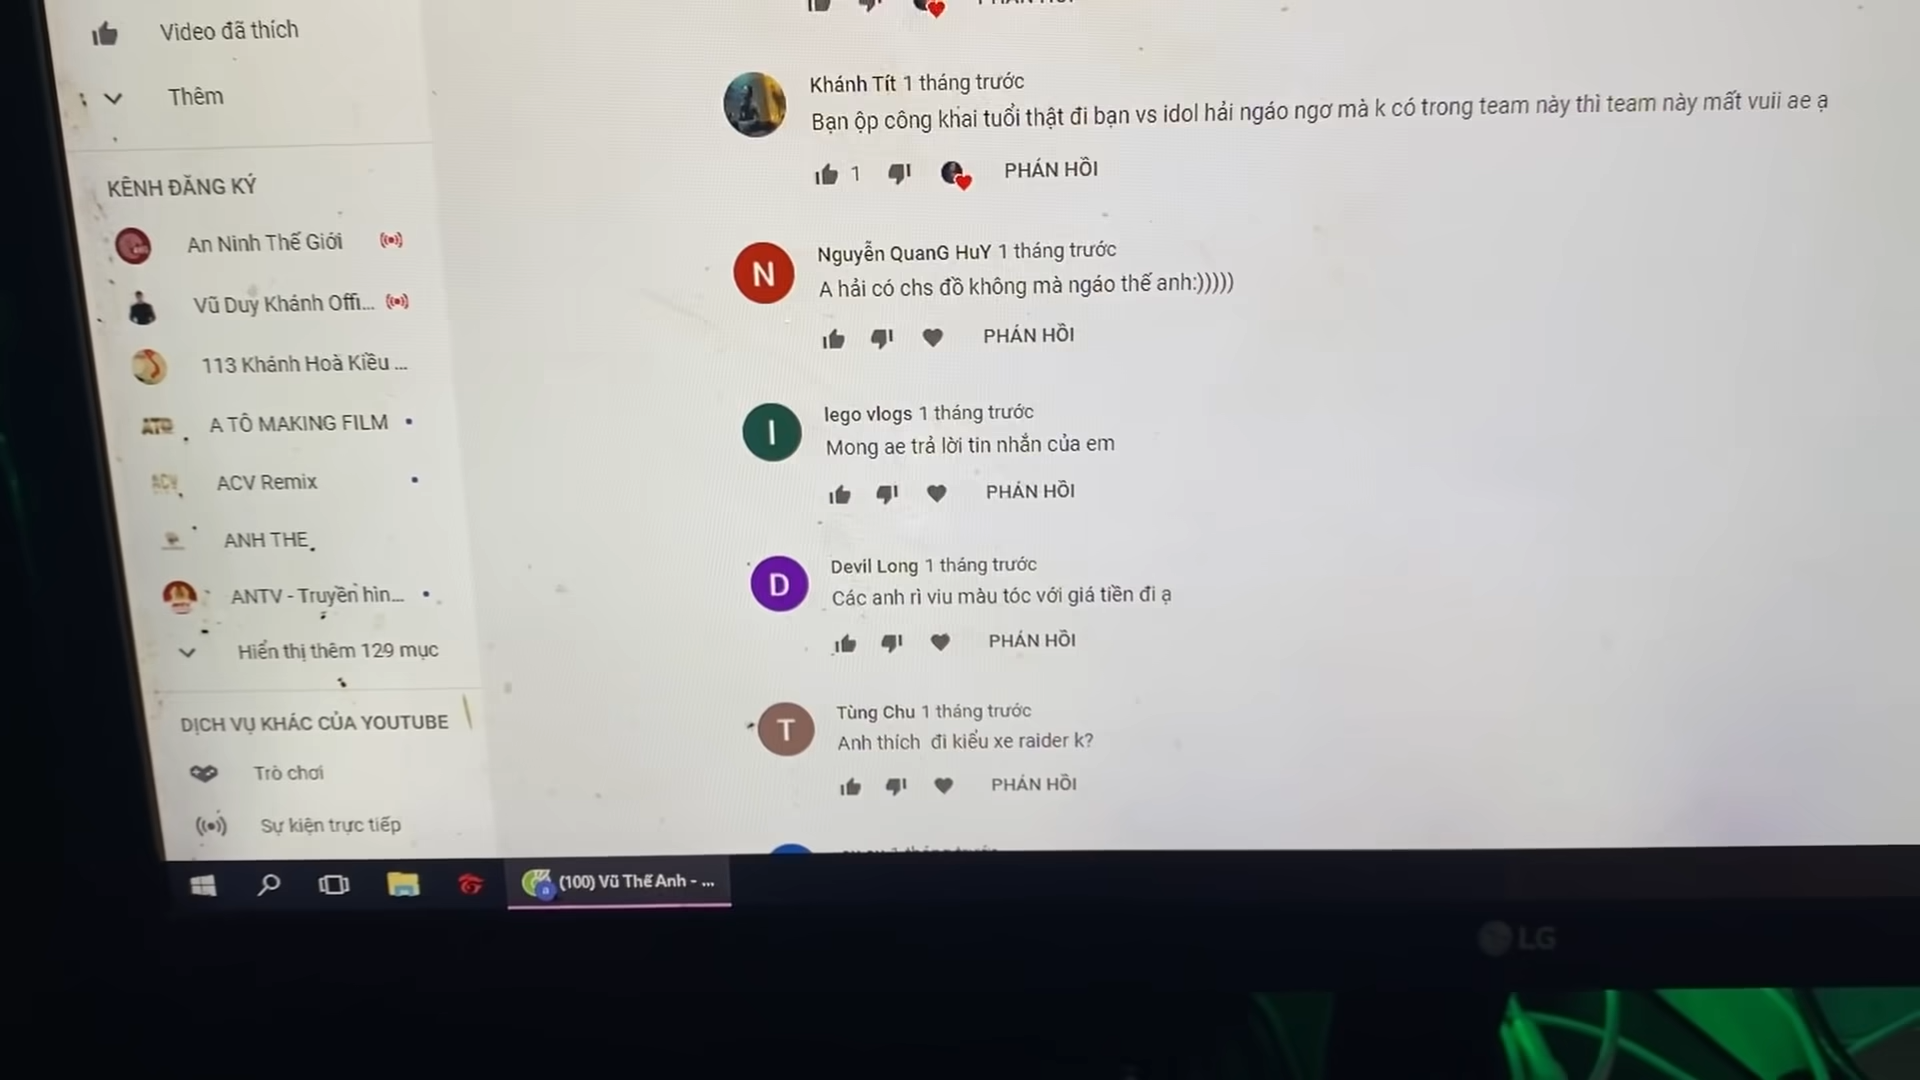 Video đã thích
Thêm
KÊNH ĐĂNG KÝ
An Ninh Thế Giới
Vũ Duy Khánh Offi...
113 Khánh Hoà Kiều ...
A TÔ MAKING FILM
ACV Remix
ANH THE
ANTV - Truyền hìn...
Hiển thị thêm 129 mục
DỊCH VỤ KHÁC CỦA YOUTUBE
Trò chơi
Sự kiện trực tiếp
Khánh Tít 1 tháng trước
Bạn ộp công khai tuổi thật đi bạn vs idol hải ngáo ngơ mà k có trong team này thì team này mất vuii ae ạ
1 PHẢN HỒI
N
Nguyễn QuanG HuY 1 tháng trước
A hải có chs đồ không mà ngáo thế anh:)))))
PHẢN HỒI
l
lego vlogs 1 tháng trước
Mong ae trả lời tin nhắn của em
PHẢN HỒI
D
Devil Long 1 tháng trước
Các anh rì viu màu tóc với giá tiền đi ạ
PHẢN HỒI
T
Tùng Chu 1 tháng trước
Anh thích đi kiểu xe raider k?
PHẢN HỒI
(100) Vũ Thế Anh - ...
LG